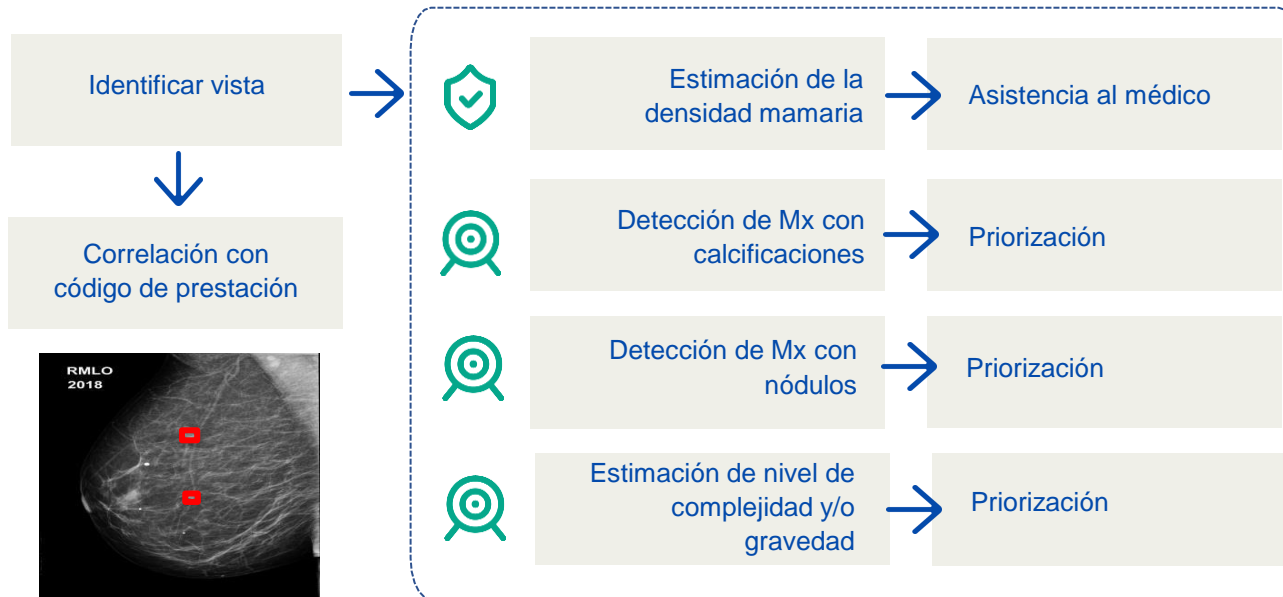 Identificar vista
Correlación con
código de prestación
RMLO
2018
Estimación de la
densidad mamaria
Asistencia al médico
Detección de Mx con
calcificaciones
Priorización
Detección de Mx con
nódulos
Priorización
Estimación de nivel de
complejidad y/o
gravedad
Priorización